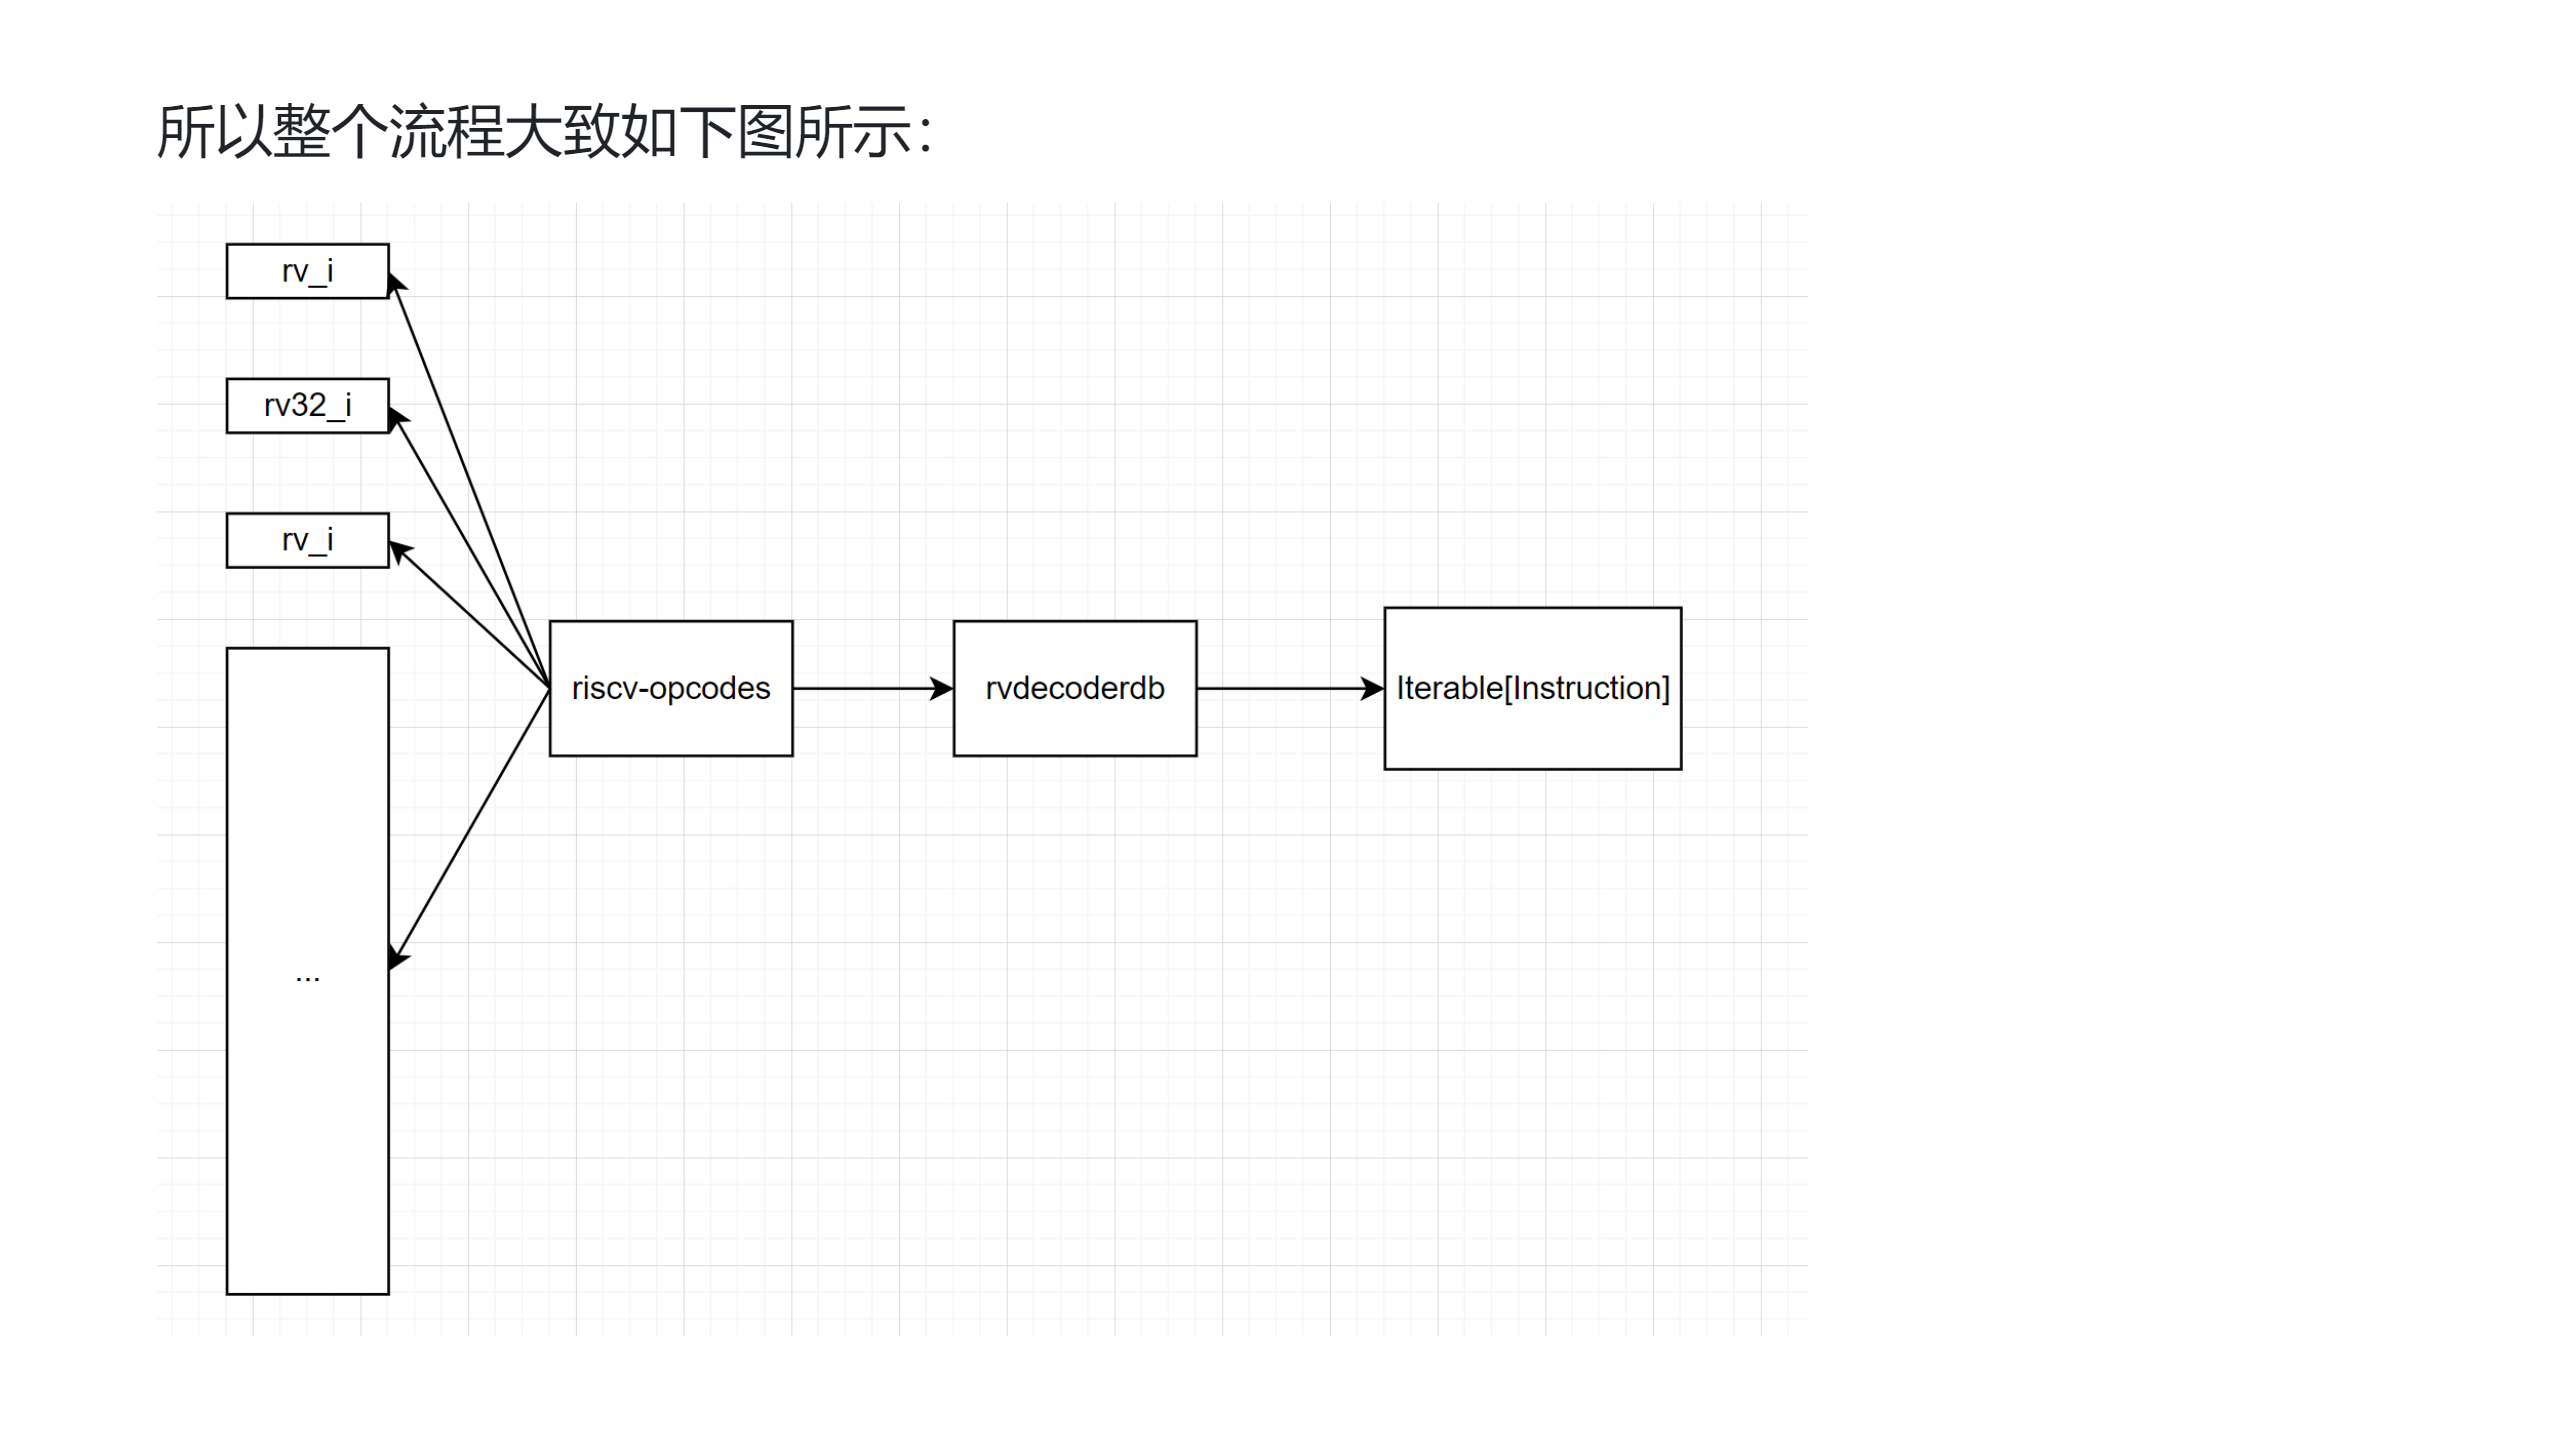 所以整个流程大致如下图所示：
rv_i
rv32_i
rv_i
riscv-opcodes
rvdecoderdb
Iterable[Instruction]
...